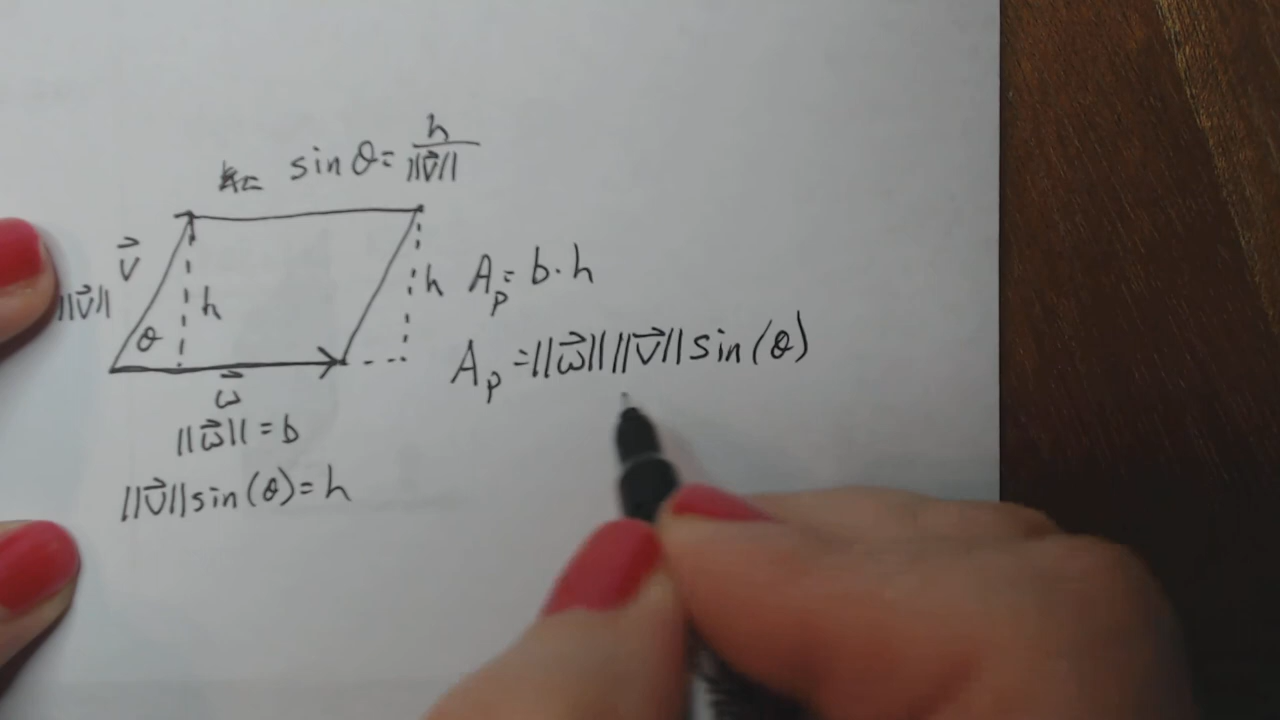 sin θ = h / ||v⃗||
v⃗
||v⃗||
θ
h
h
A_p = b · h
A_p = ||w⃗|| ||v⃗|| sin(θ)
w⃗
||w⃗|| = b
||v⃗|| sin(θ) = h